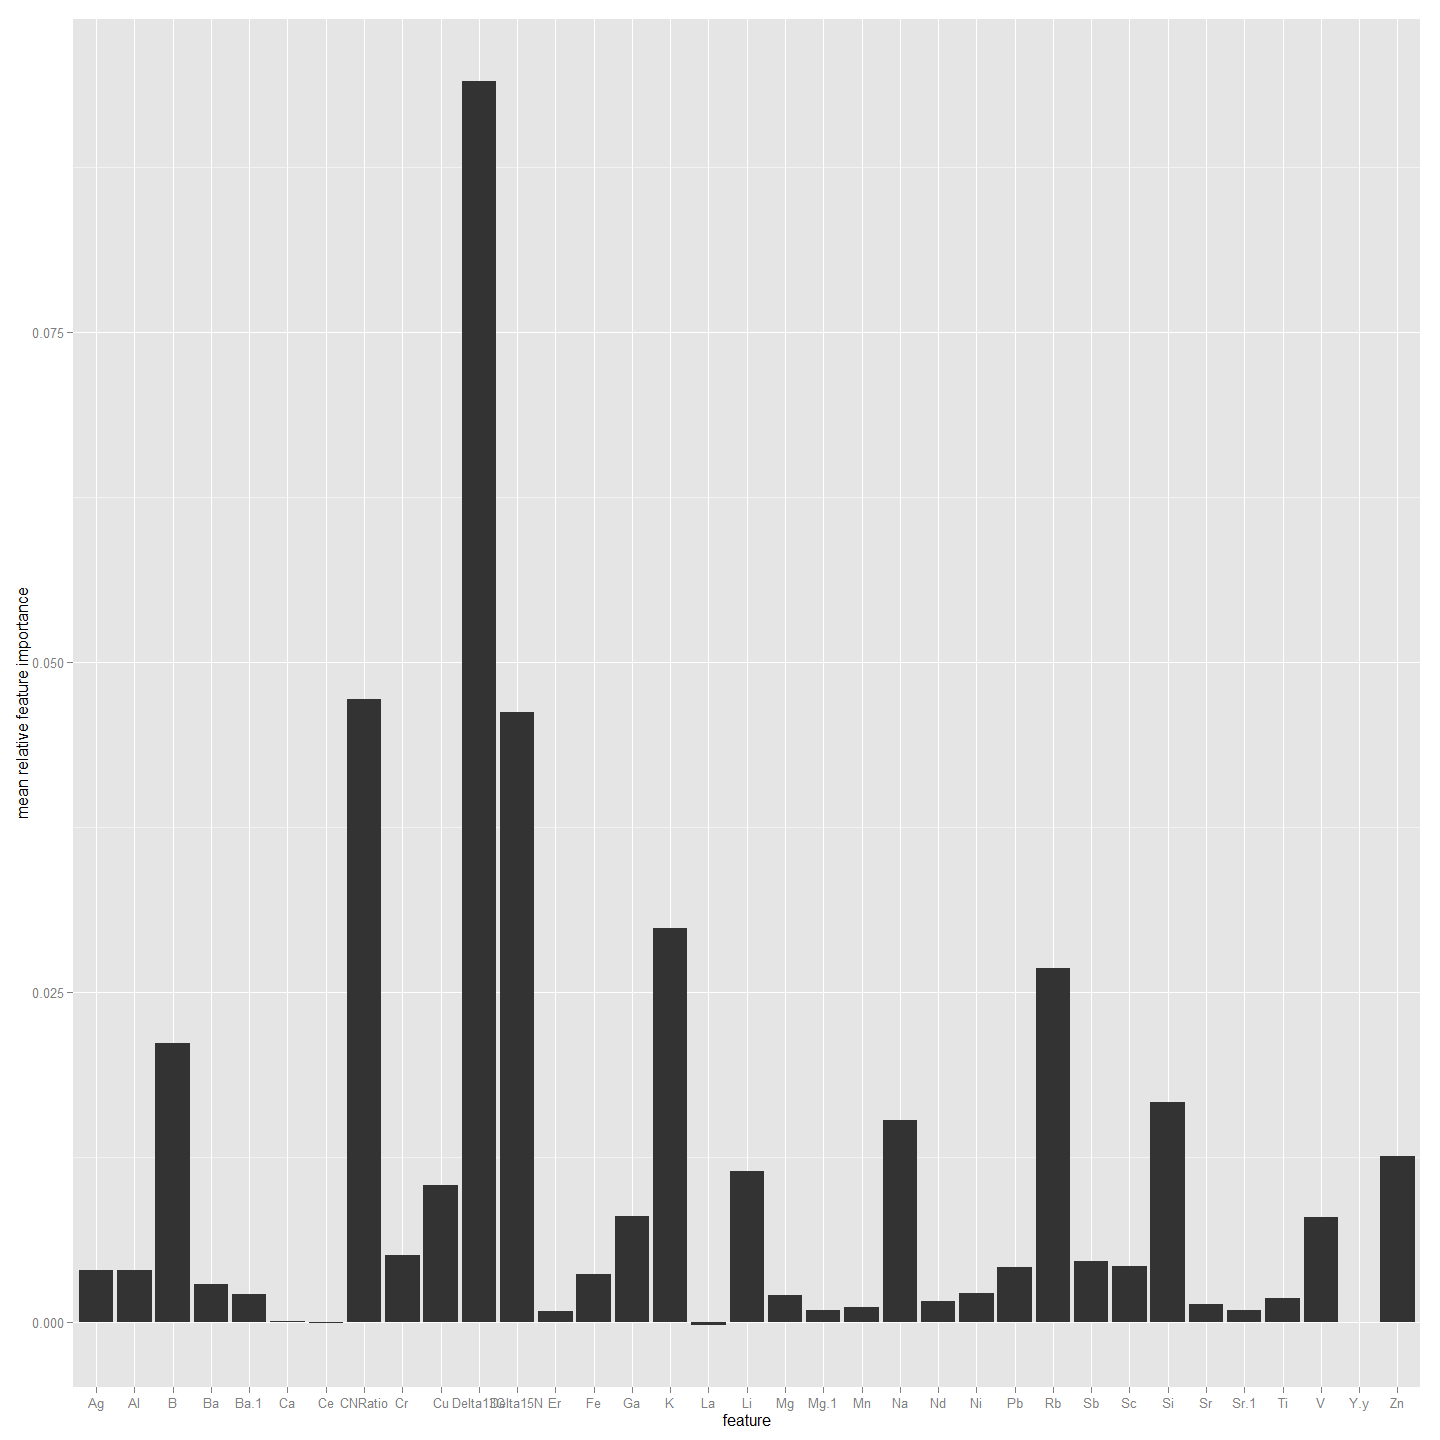 mean relative feature importance
0.075
0.050
0.025
0.000
Ag Al B Ba Ba.1 Ca Ce CNRatio Cr Cu Delta13C Delta15N Er Fe Ga K La Li Mg Mg.1 Mn Na Nd Ni Pb Rb Sb Sc Si Sr Sr.1 Ti V Y.y Zn
feature